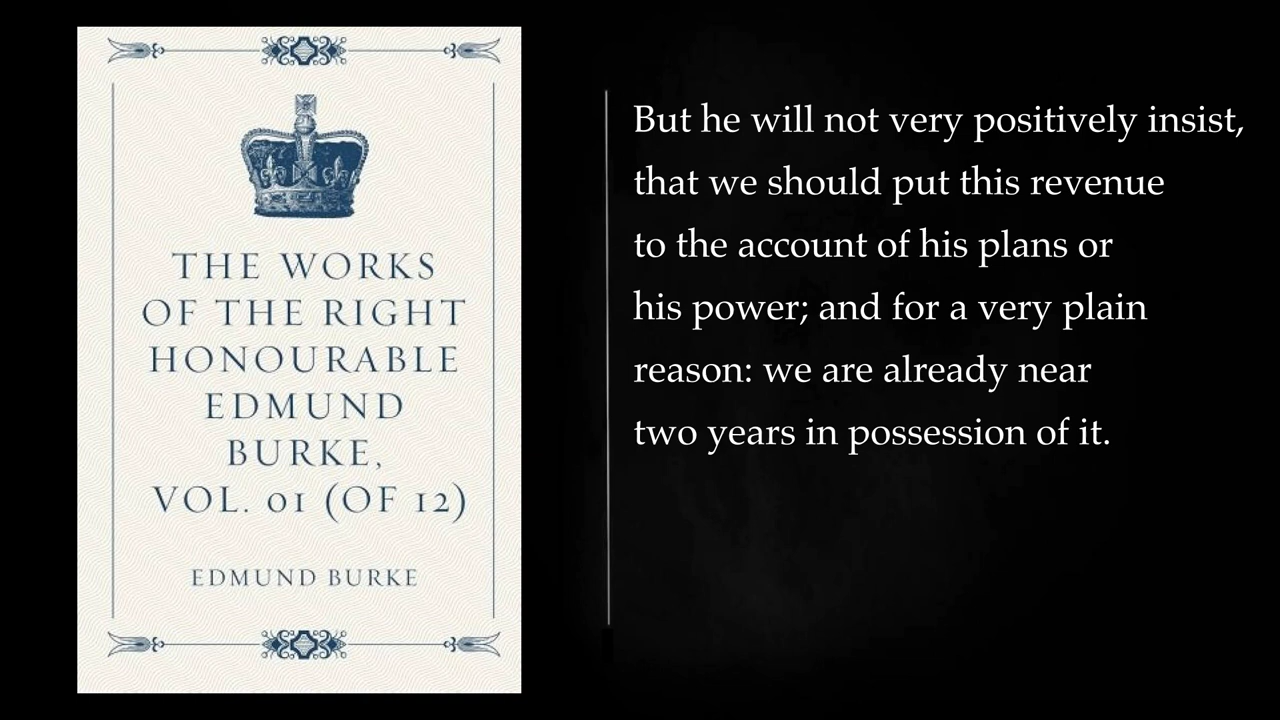 THE WORKS
OF THE RIGHT
HONOURABLE
EDMUND
BURKE,
VOL. 01 (OF 12)
EDMUND BURKE
But he will not very positively insist,
that we should put this revenue
to the account of his plans or
his power; and for a very plain
reason: we are already near
two years in possession of it.